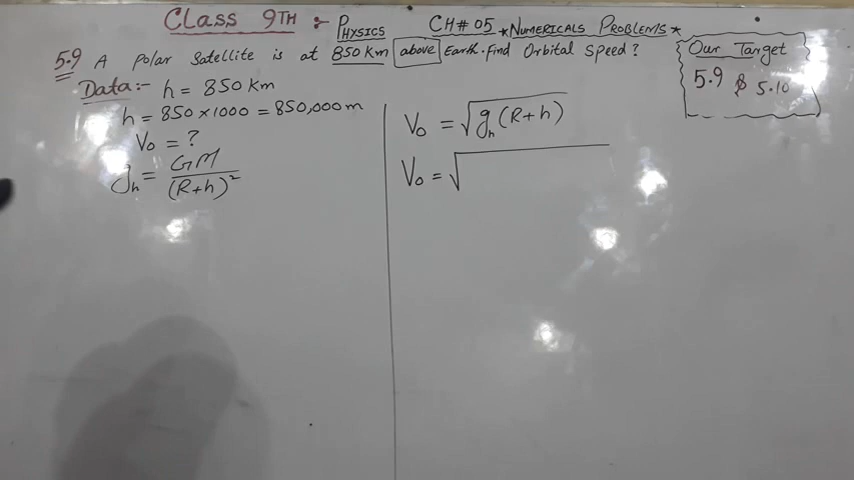 CLASS 9TH :- PHYSICS CH # 05 *NUMERICALS PROBLEMS*
5.9 A Polar Satellite is at 850 Km above Earth. Find Orbital Speed?
Our Target
5.9 & 5.10
Data:- h = 850 Km
h = 850 × 1000 = 850,000 m
Vo = ?
gh = GM / (R+h)²
Vo = √gh(R+h)
Vo = √